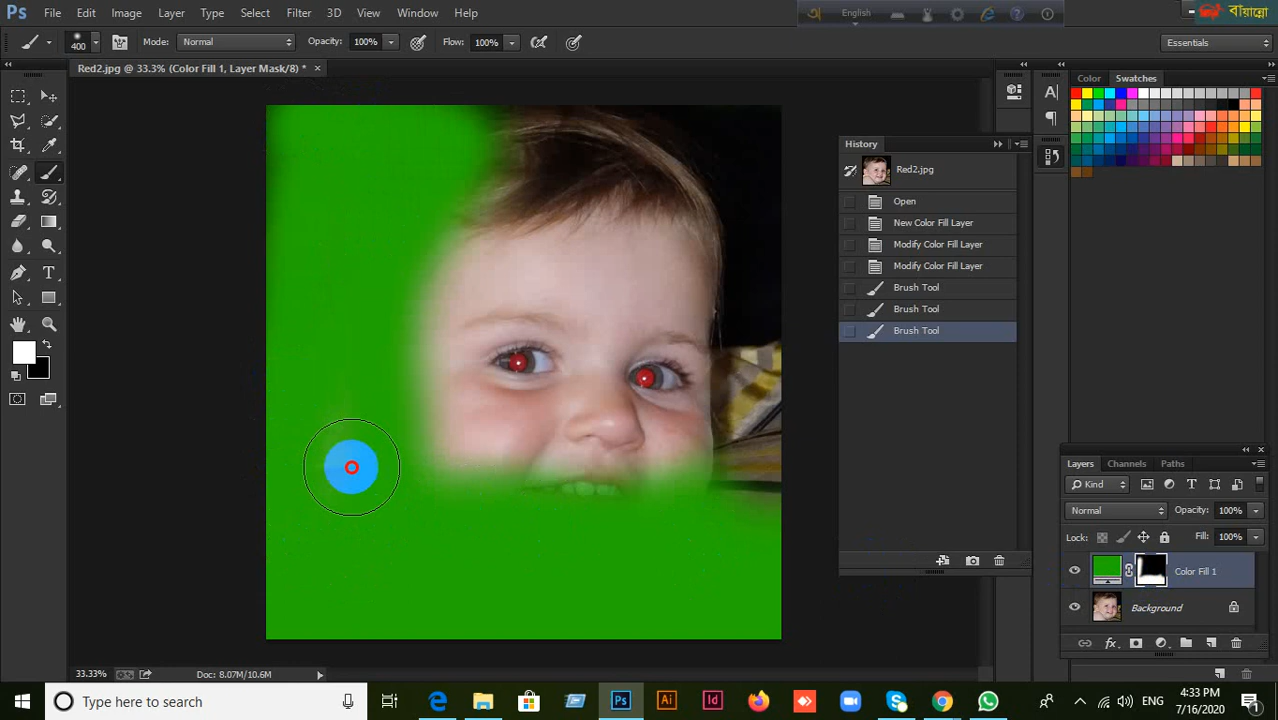 Ps File Edit Image Layer Type Select Filter 3D View Window Help
English
বায়ান্নো
400 Mode: Normal Opacity: 100% Flow: 100% Essentials
Red2.jpg @ 33.3% (Color Fill 1, Layer Mask/8) * ×
Color Swatches
History
Red2.jpg
Open
New Color Fill Layer
Modify Color Fill Layer
Modify Color Fill Layer
Brush Tool
Brush Tool
Brush Tool
Layers Channels Paths
Kind
Normal Opacity: 100%
Lock: Fill: 100%
Color Fill 1
Background
33.33% Doc: 8.07M/10.6M
Type here to search
Ps Ai Id
ENG
4:33 PM
7/16/2020